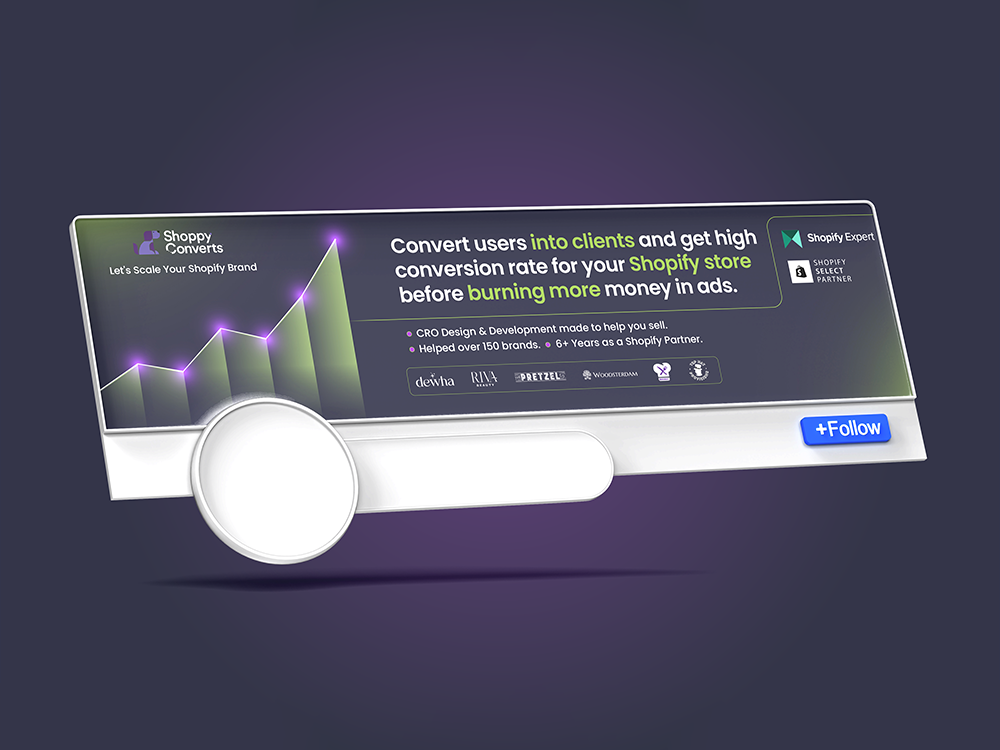 Shoppy
Converts
Let's Scale Your Shopify Brand
Convert users into clients and get high
conversion rate for your Shopify store
before burning more money in ads.
CRO Design & Development made to help you sell.
Helped over 150 brands. 6+ Years as a Shopify Partner.
dewha
RIVA
BEAUTY
PRETZEL
WOODSTERDAM
Shopify Expert
SHOPIFY
SELECT
PARTNER
+Follow